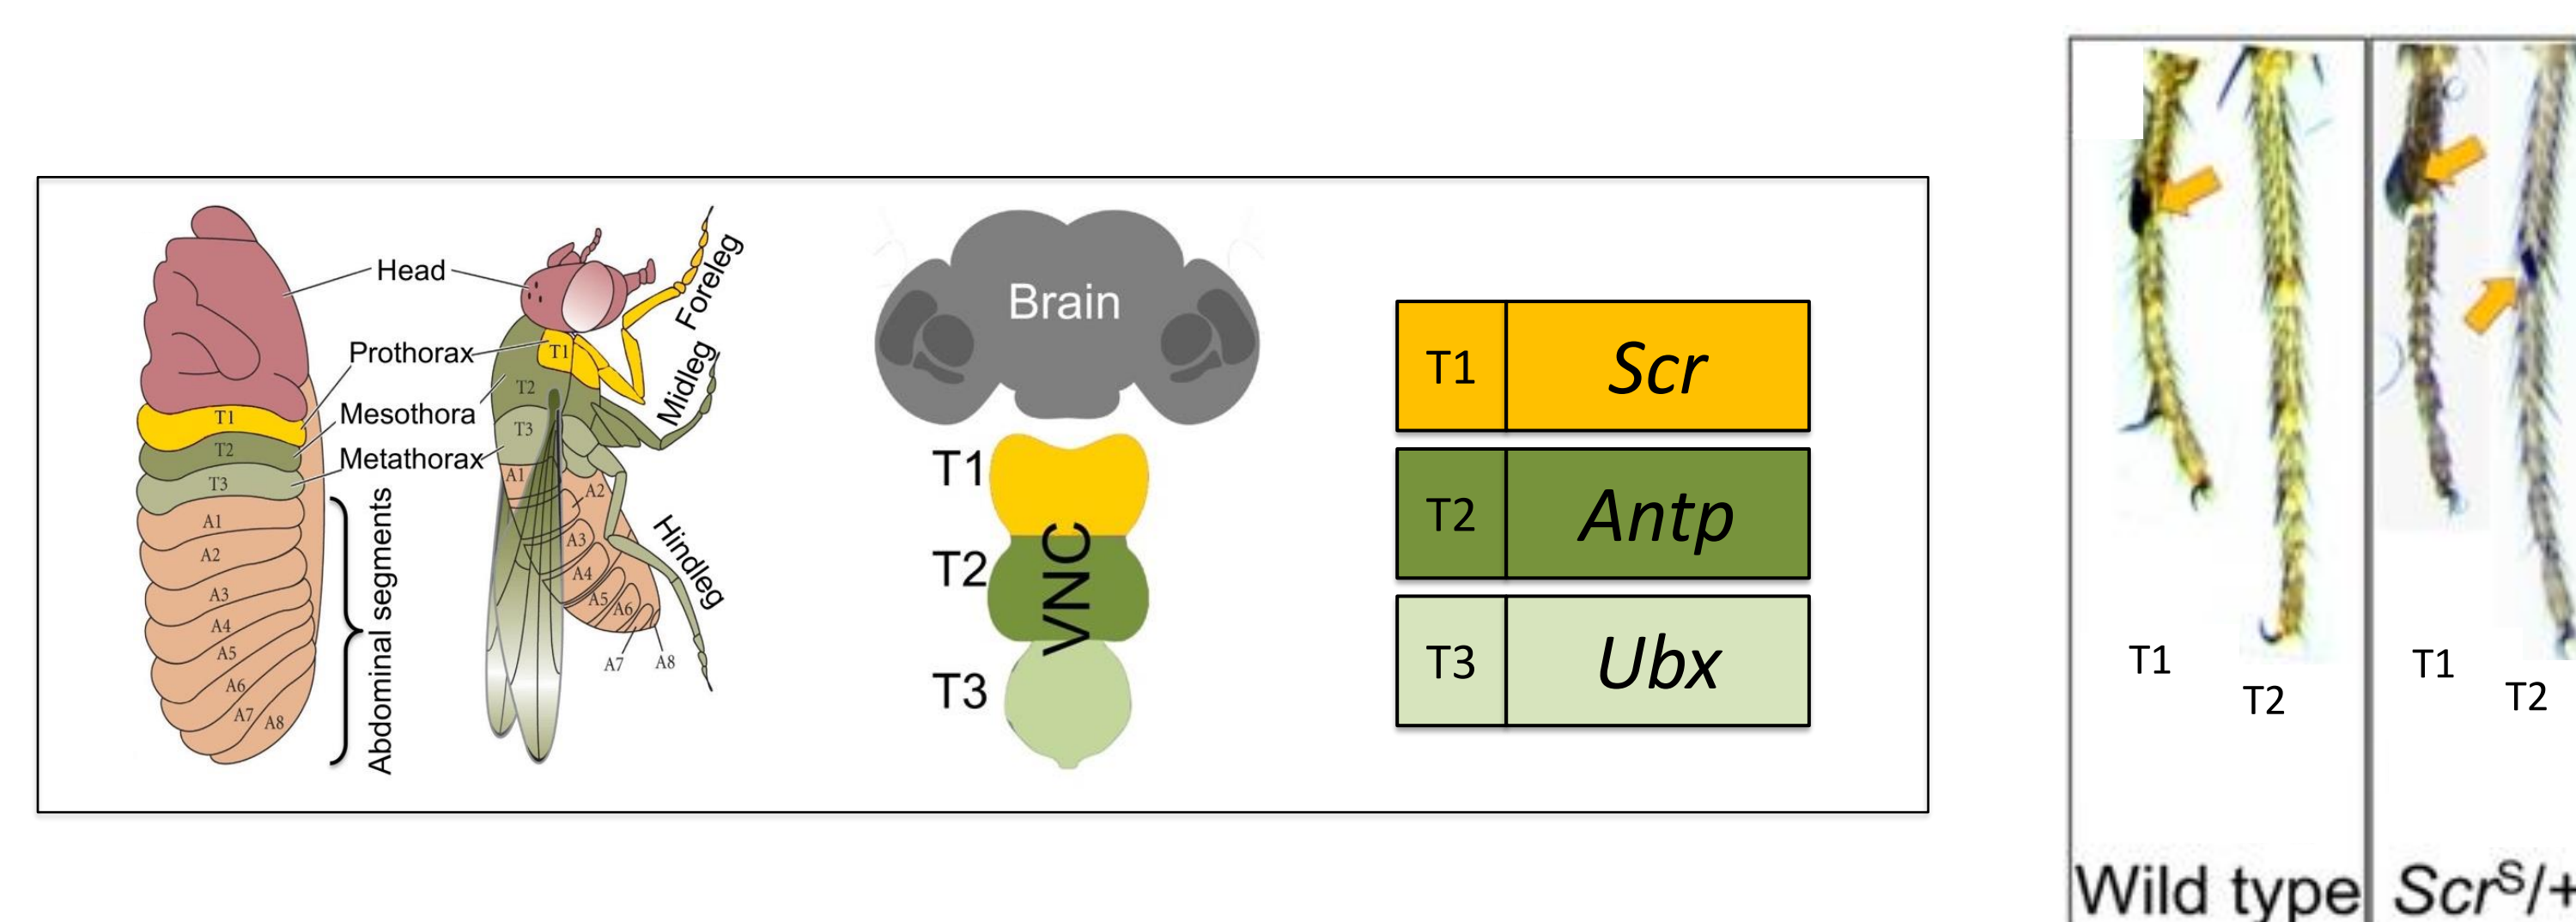 Head
Prothorax
Mesothora
Metathorax
Abdominal segments
T1
T2
T3
A1
A2
A3
A4
A5
A6
A7
A8
Foreleg
Midleg
Hindleg
T1
T2
T3
A1
A2
A3
A4
A5
A6
A7
A8
Brain
T1
T2
T3
VNC
T1 Scr
T2 Antp
T3 Ubx
T1
T2
Wild type
T1
T2
Scrˢ/+